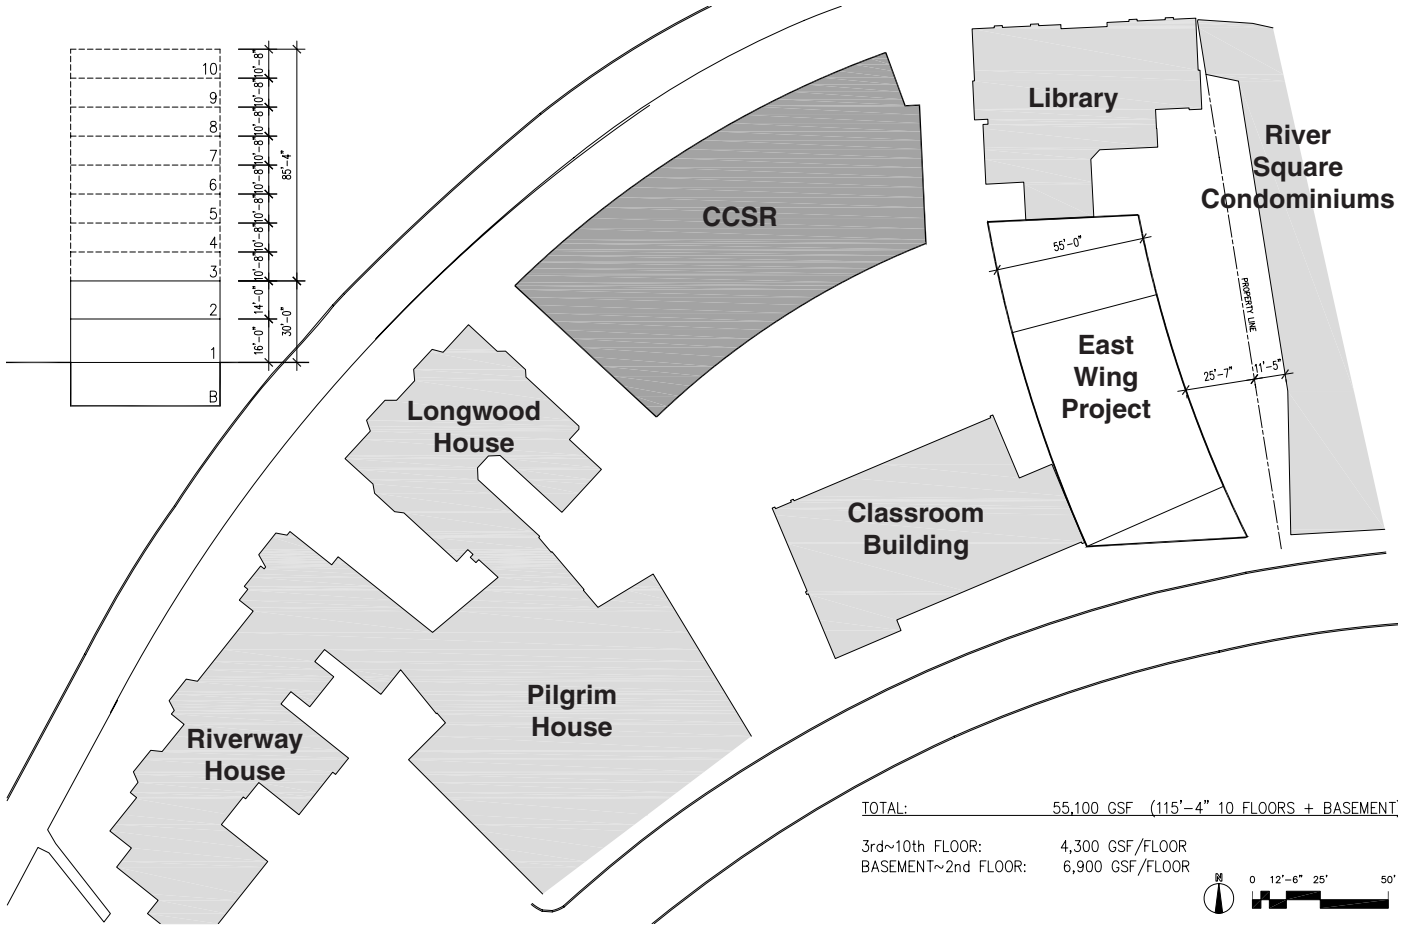 10
9
8
7
6
5
4
3
2
1
B
10'-8"
10'-8"
10'-8"
10'-8"
10'-8"
10'-8"
10'-8"
10'-8"
14'-0"
16'-0"
85'-4"
30'-0"
CCSR
Library
River
Square
Condominiums
55'-0"
PROPERTY LINE
East
Wing
Project
25'-7"
11'-5"
Longwood
House
Classroom
Building
Pilgrim
House
Riverway
House
TOTAL: 55,100 GSF (115'-4" 10 FLOORS + BASEMENT
3rd~10th FLOOR: 4,300 GSF/FLOOR
BASEMENT~2nd FLOOR: 6,900 GSF/FLOOR
N
0 12'-6" 25' 50'